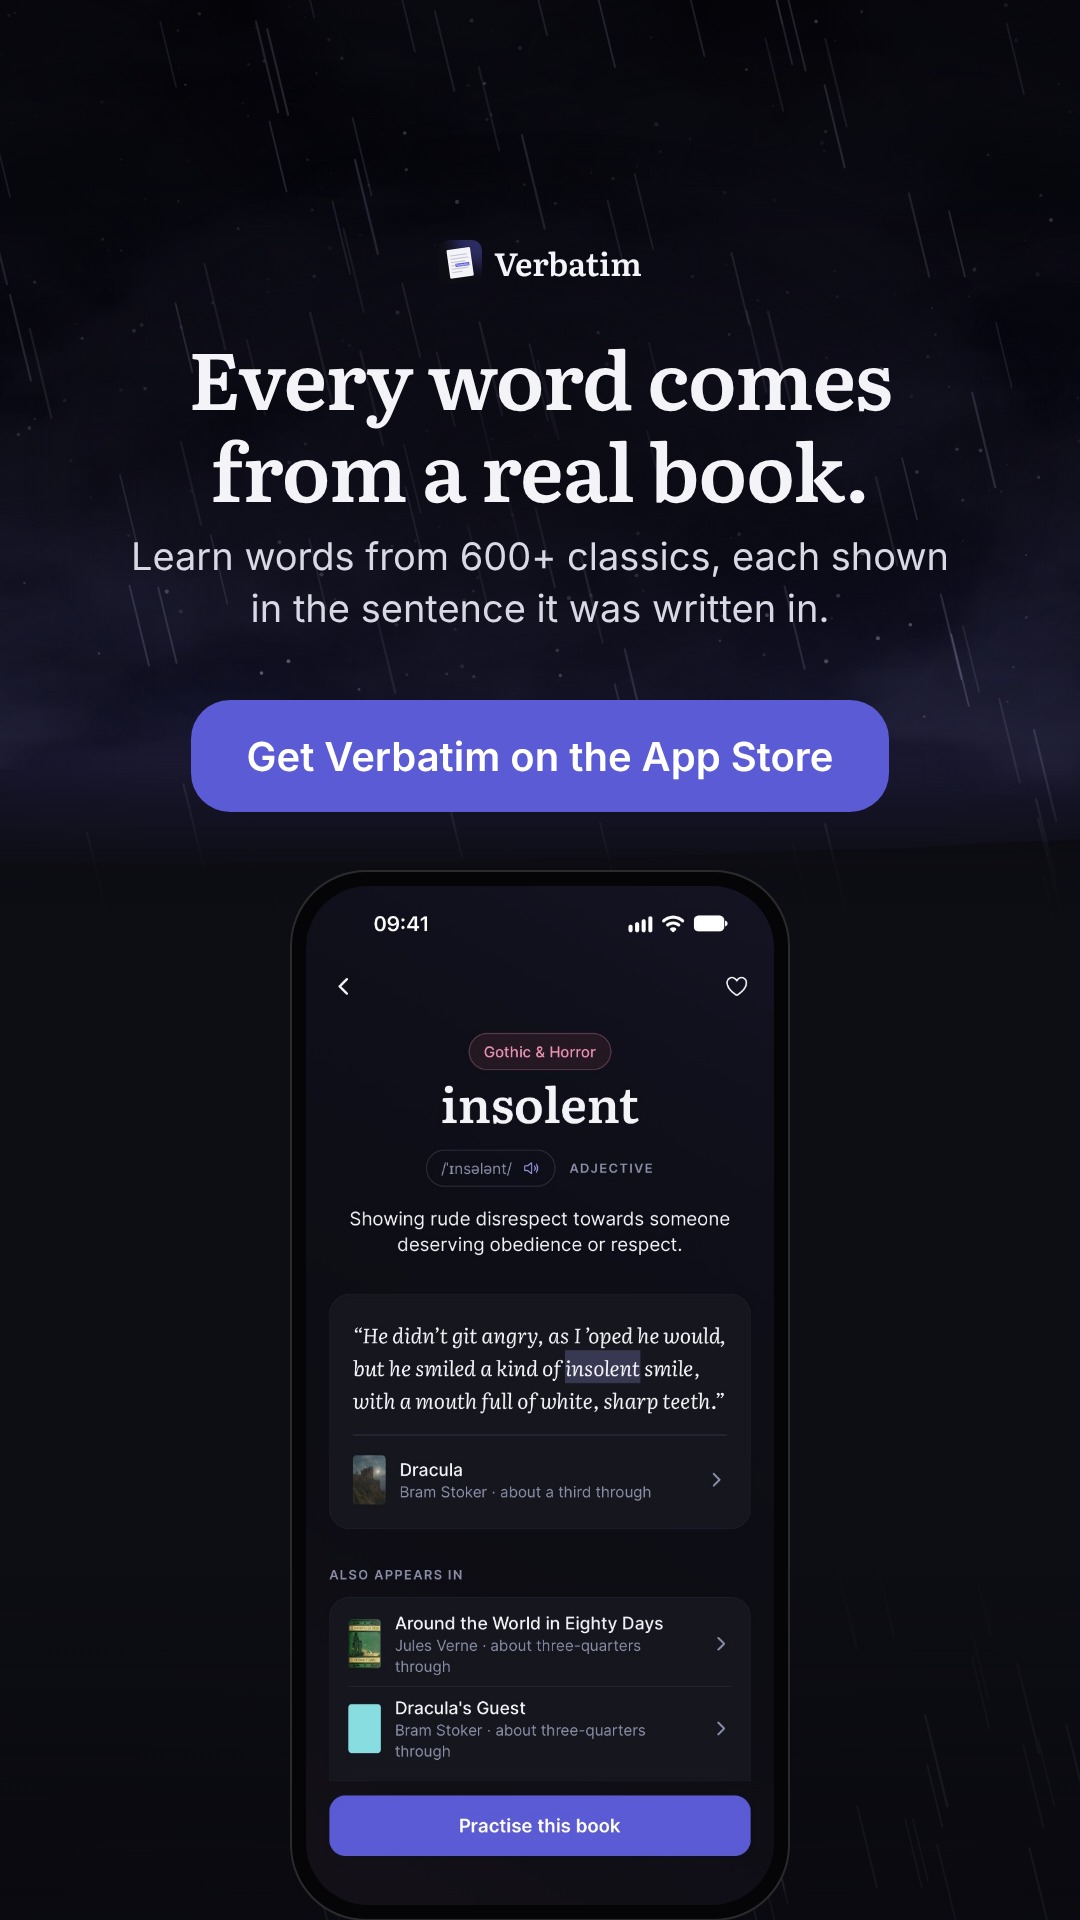 Verbatim
Every word comes
from a real book.
Learn words from 600+ classics, each shown
in the sentence it was written in.
Get Verbatim on the App Store
09:41
Gothic & Horror
insolent
/ˈɪnsələnt/ ADJECTIVE
Showing rude disrespect towards someone
deserving obedience or respect.
“He didn’t git angry, as I ’oped he would,
but he smiled a kind of insolent smile,
with a mouth full of white, sharp teeth.”
Dracula
Bram Stoker · about a third through
ALSO APPEARS IN
Around the World in Eighty Days
Jules Verne · about three-quarters
through
Dracula's Guest
Bram Stoker · about three-quarters
through
Practise this book